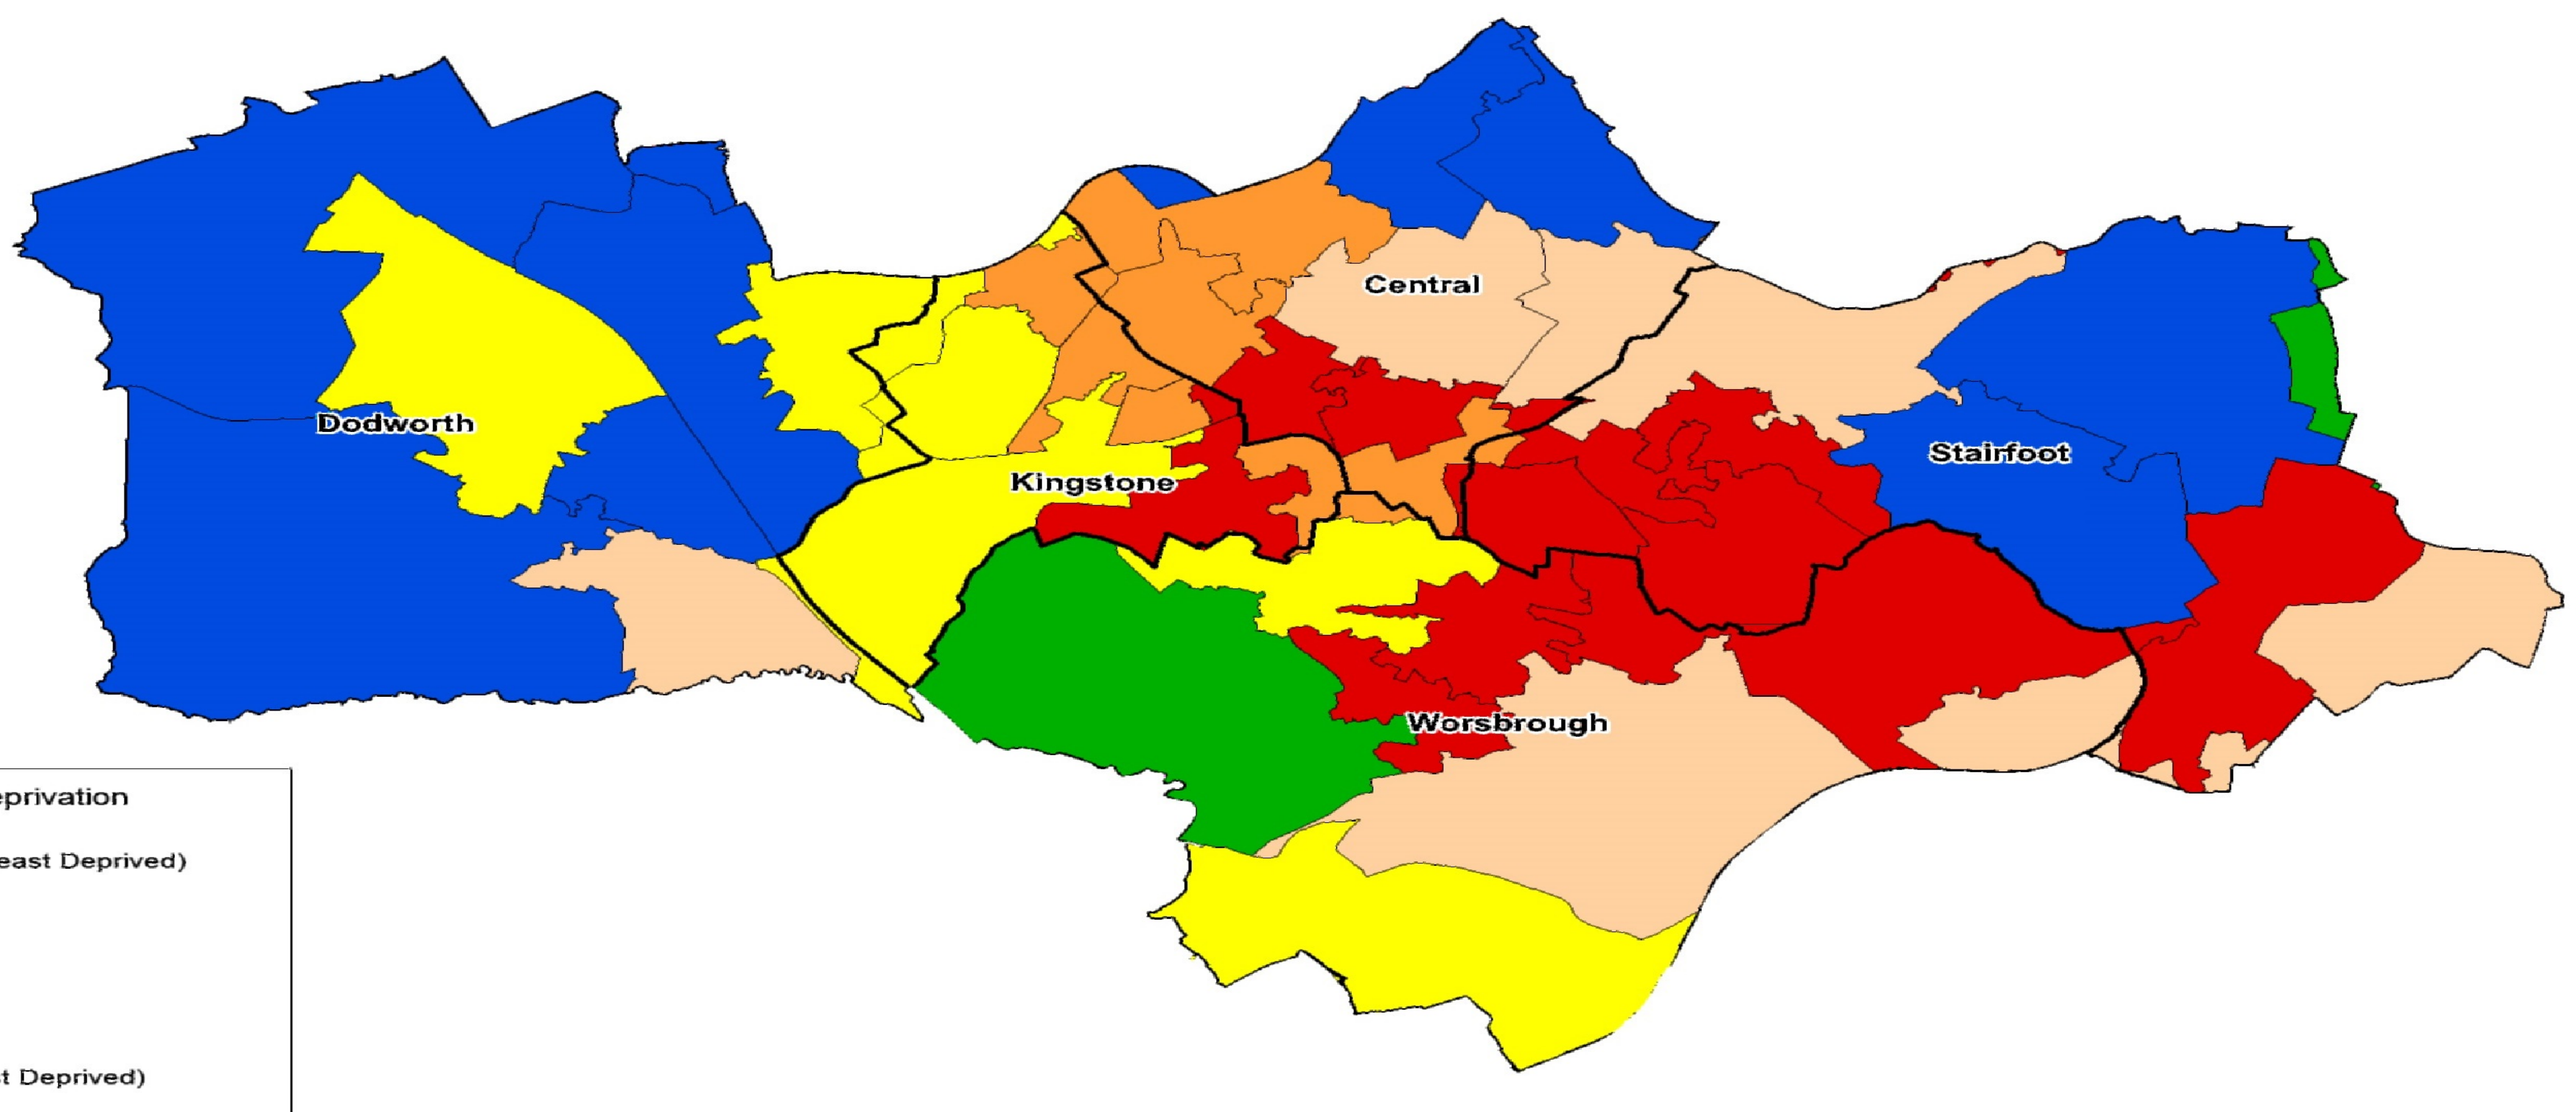 Central
Dodworth
Stairfoot
Kingstone
Worsbrough
eprivation
east Deprived)
t Deprived)